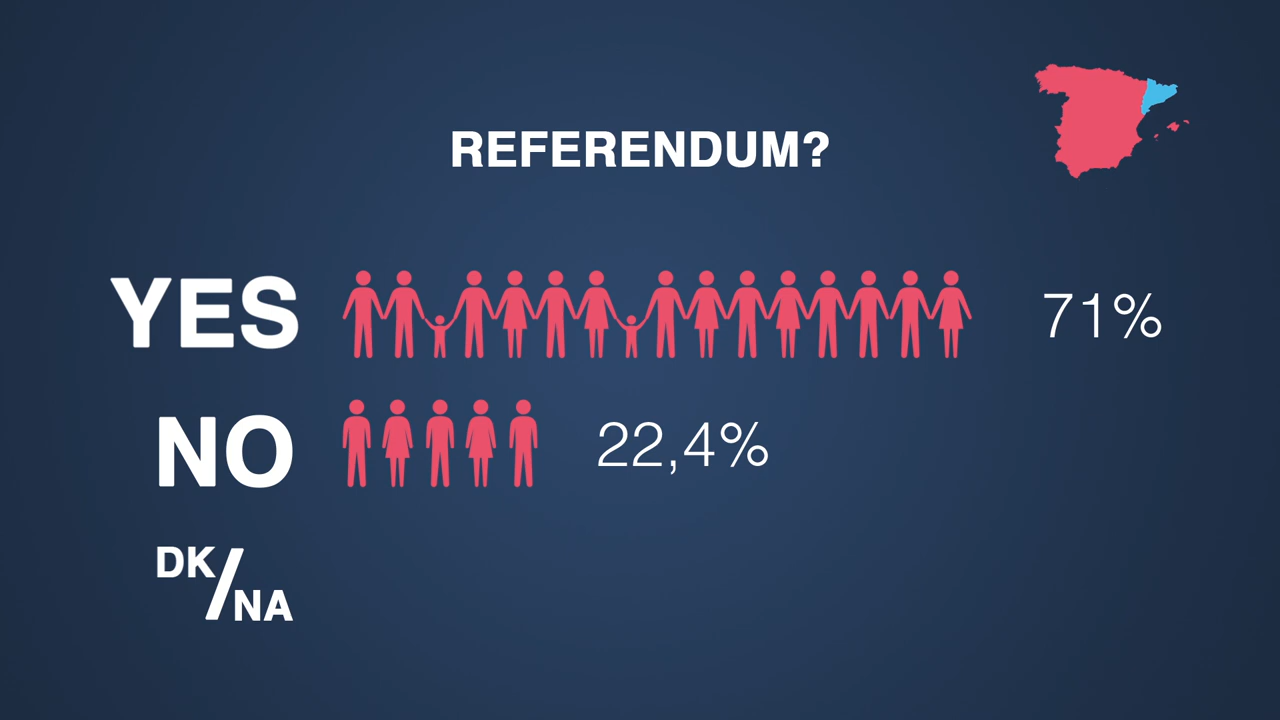 REFERENDUM?
YES 71%
NO 22,4%
DK/NA